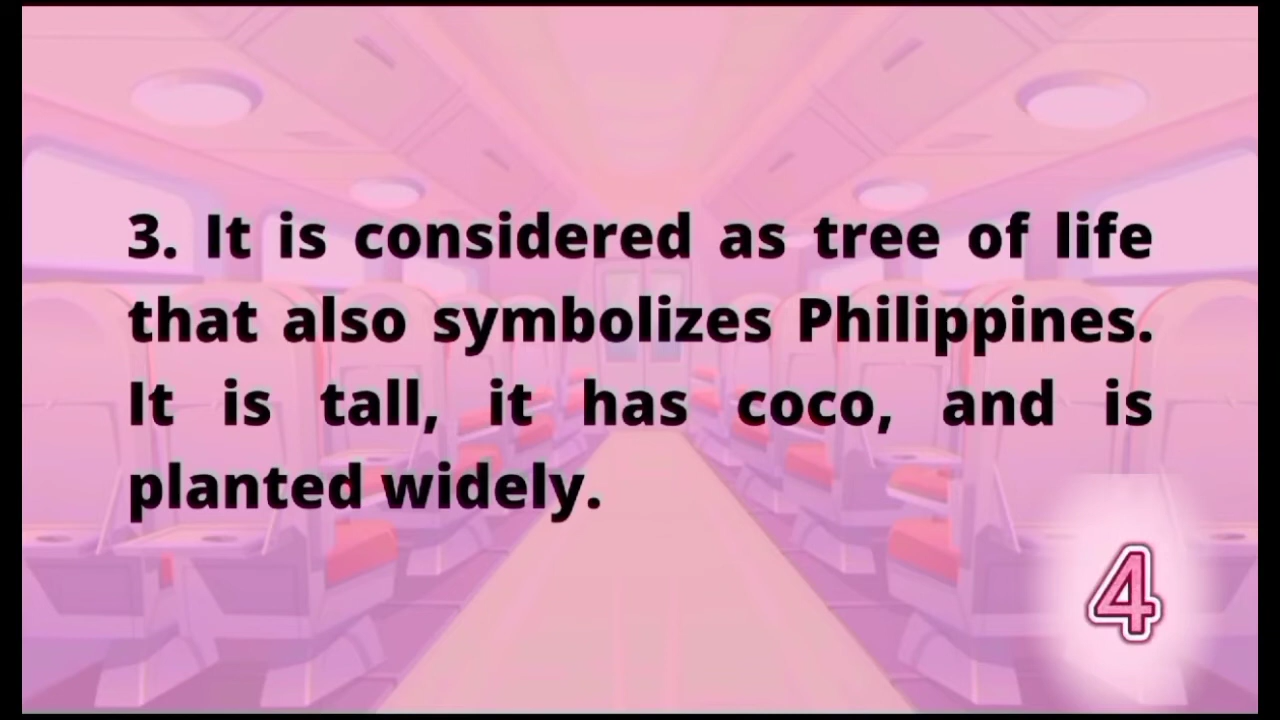 3. It is considered as tree of life
that also symbolizes Philippines.
It is tall, it has coco, and is
planted widely.
4